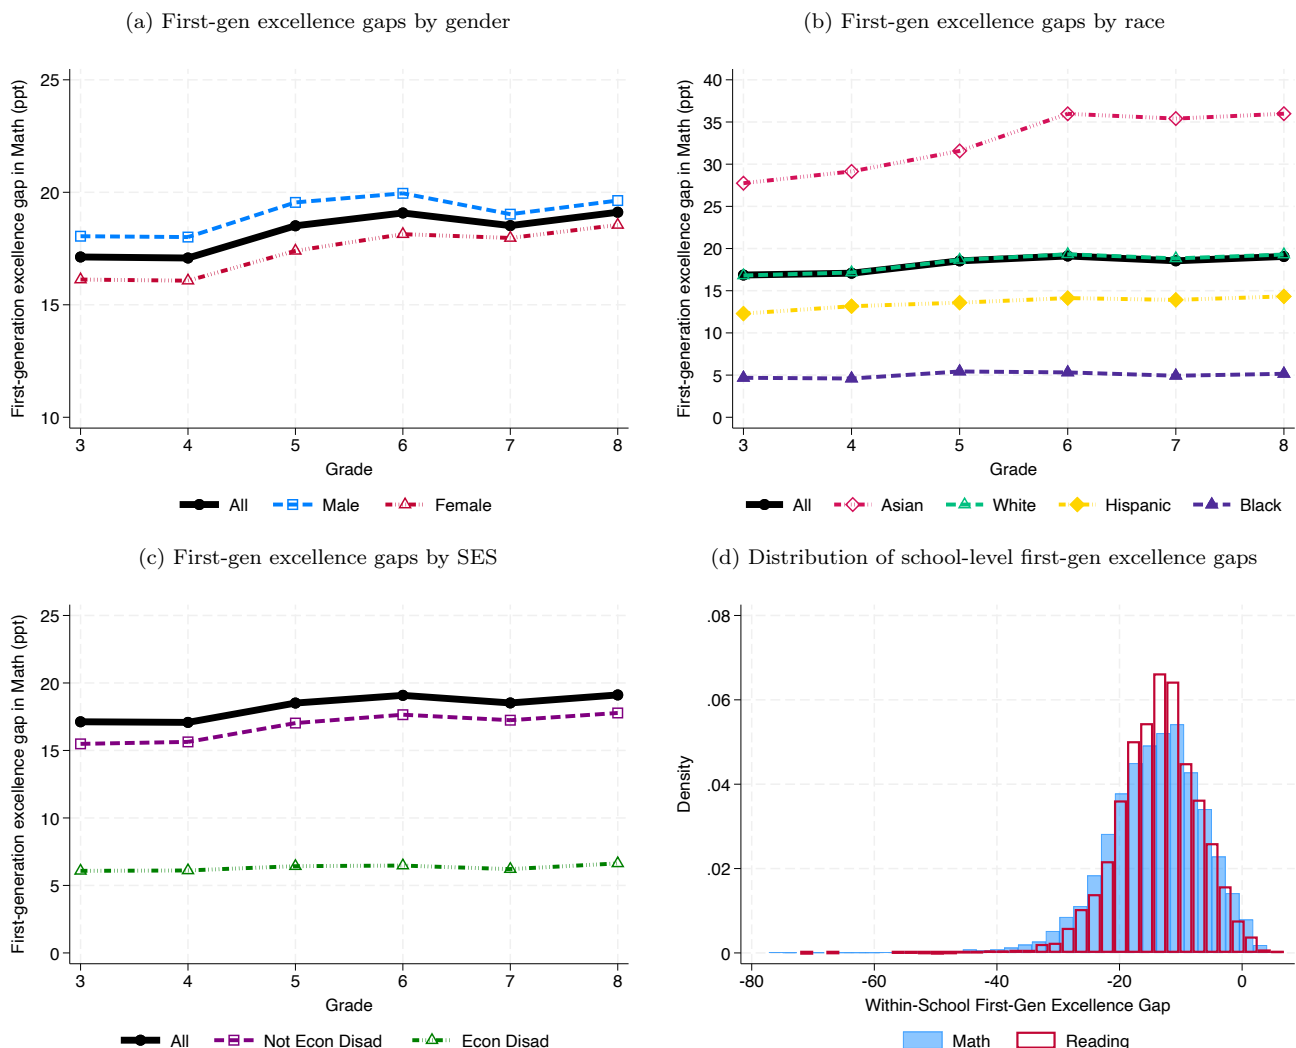 (a) First-gen excellence gaps by gender
First-generation excellence gap in Math (ppt)
25
20
15
10
3 4 5 6 7 8
Grade
All Male Female
(b) First-gen excellence gaps by race
First-generation excellence gap in Math (ppt)
40
35
30
25
20
15
10
5
0
3 4 5 6 7 8
Grade
All Asian White Hispanic Black
(c) First-gen excellence gaps by SES
First-generation excellence gap in Math (ppt)
25
20
15
10
5
0
3 4 5 6 7 8
Grade
All Not Econ Disad Econ Disad
(d) Distribution of school-level first-gen excellence gaps
Density
.08
.06
.04
.02
0
-80 -60 -40 -20 0
Within-School First-Gen Excellence Gap
Math Reading